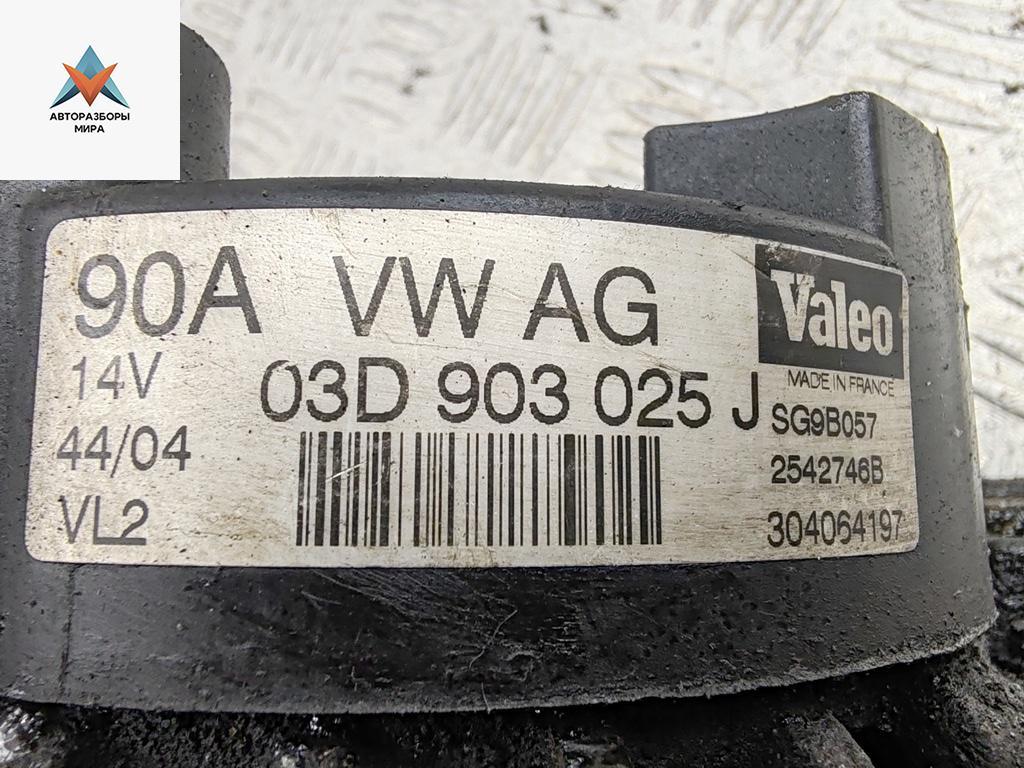 АВТОРАЗБОРЫ
МИРА
90A VW AG
Valeo
MADE IN FRANCE
14V
03D 903 025 J
SG9B057
44/04
2542746B
VL2
304064197